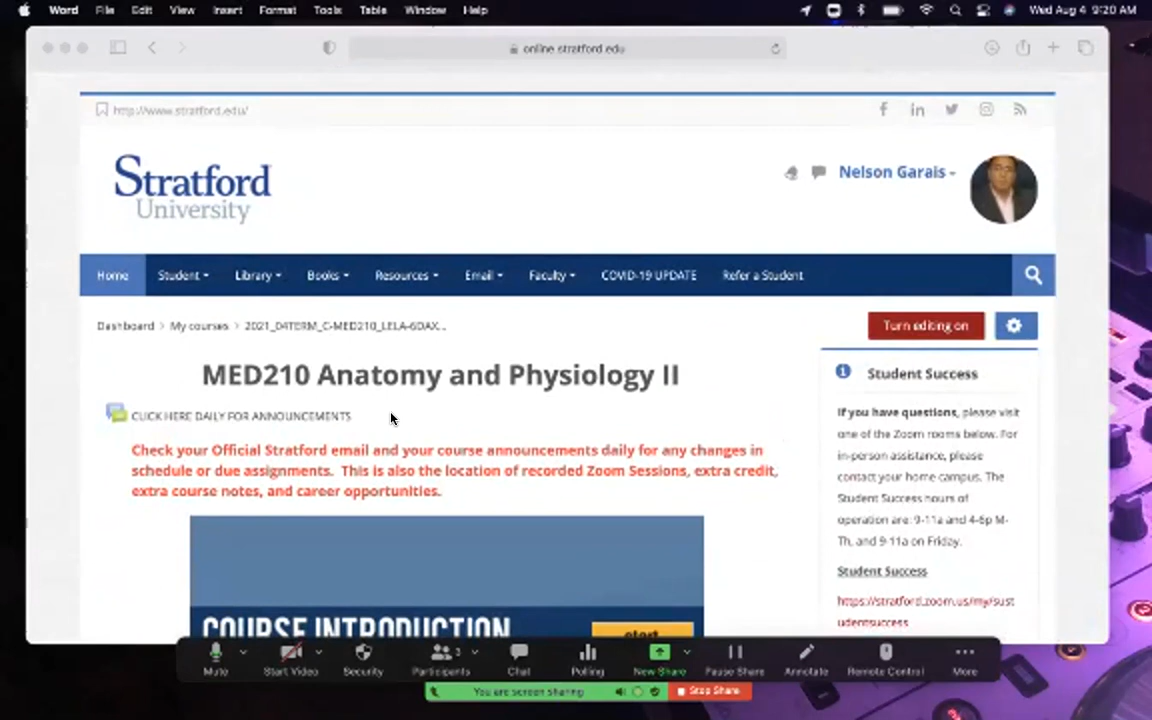 Word File Edit View Insert Format Tools Table Window Help Wed Aug 4 9:20 AM
online.stratford.edu
http://www.stratford.edu/
Stratford
University
Nelson Garais
Home Student Library Books Resources Email Faculty COVID-19 UPDATE Refer a Student
Dashboard > My courses > 2021_04TERM_C-MED210_LELA-6DAX...
Turn editing on
MED210 Anatomy and Physiology II
CLICK HERE DAILY FOR ANNOUNCEMENTS
Check your Official Stratford email and your course announcements daily for any changes in
schedule or due assignments. This is also the location of recorded Zoom Sessions, extra credit,
extra course notes, and career opportunities.
COURSE INTRODUCTION
start
Student Success
If you have questions, please visit
one of the Zoom rooms below. For
in-person assistance, please
contact your home campus. The
Student Success hours of
operation are: 9-11a and 4-6p M-
Th, and 9-11a on Friday.
Student Success
https://stratford.zoom.us/my/sust
udentsuccess
Mute Start Video Security Participants 3 Chat Polling New Share Pause Share Annotate Remote Control More
You are screen sharing Stop Share